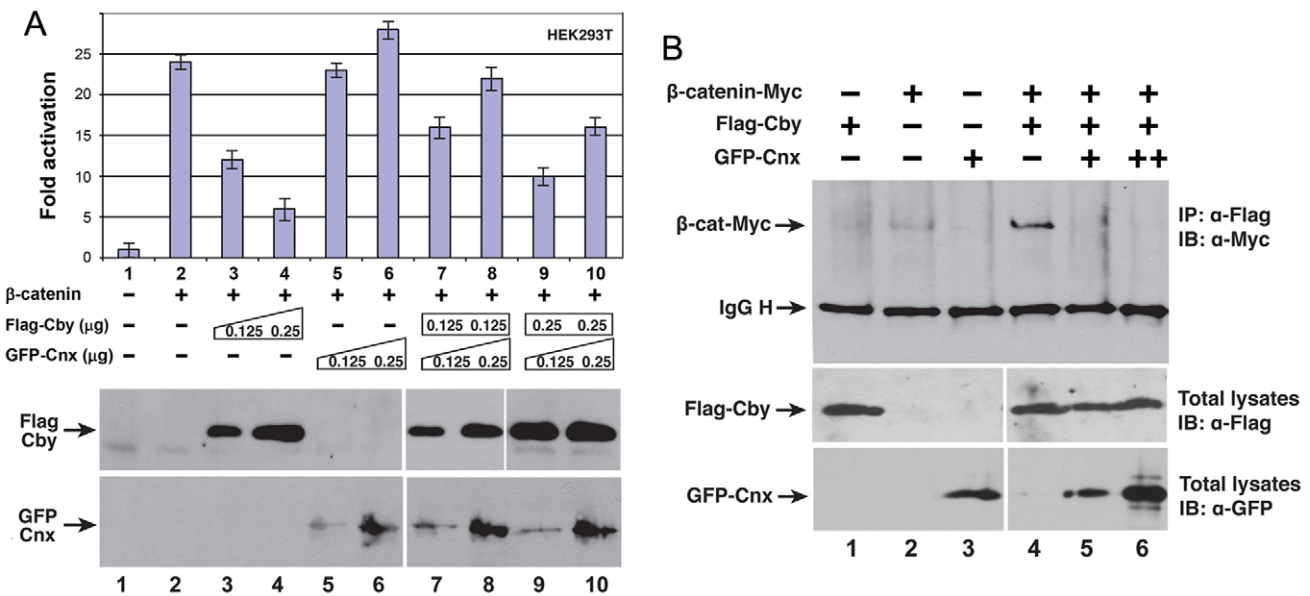 A
HEK293T
Fold activation
25
20
15
10
5
0
1 2 3 4 5 6 7 8 9 10
β-catenin – + + + + + + + + +
Flag-Cby (μg) – – 0.125 0.25 – – 0.125 0.125 0.25 0.25
GFP-Cnx (μg) – – – – 0.125 0.25 0.125 0.25 0.125 0.25
Flag
Cby
GFP
Cnx
1 2 3 4 5 6 7 8 9 10
B
β-catenin-Myc – + – + + +
Flag-Cby + – – + + +
GFP-Cnx – – + – + ++
β-cat-Myc
IP: α-Flag
IB: α-Myc
IgG H
Flag-Cby
Total lysates
IB: α-Flag
GFP-Cnx
Total lysates
IB: α-GFP
1 2 3 4 5 6